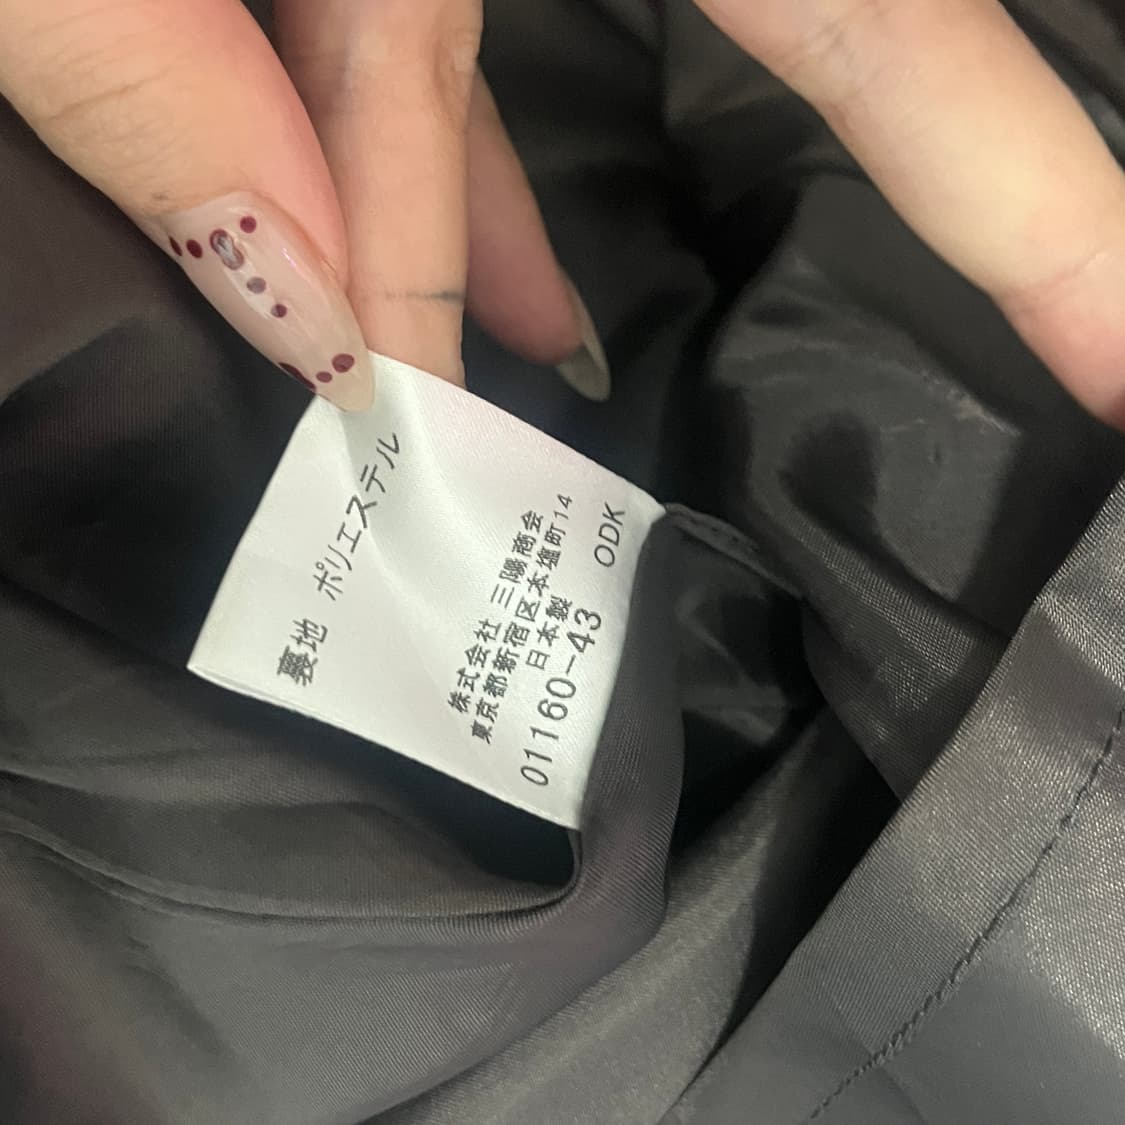 裏地 ポリエステル
株式会社 三陽商会
東京都新宿区本塩町14
日本製
01160-43
ODK